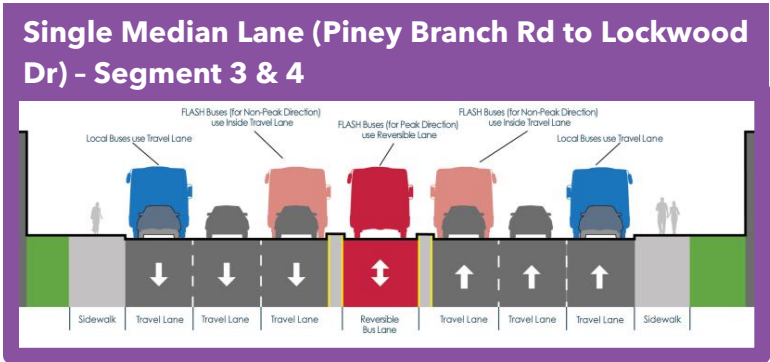 Single Median Lane (Piney Branch Rd to Lockwood
Dr) – Segment 3 & 4
FLASH Buses (for Non-Peak Direction)
use Inside Travel Lane
FLASH Buses (for Peak Direction)
use Reversible Lane
FLASH Buses (for Non-Peak Direction)
use Inside Travel Lane
Local Buses use Travel Lane
Local Buses use Travel Lane
Sidewalk
Travel Lane
Travel Lane
Travel Lane
Reversible
Bus Lane
Travel Lane
Travel Lane
Travel Lane
Sidewalk